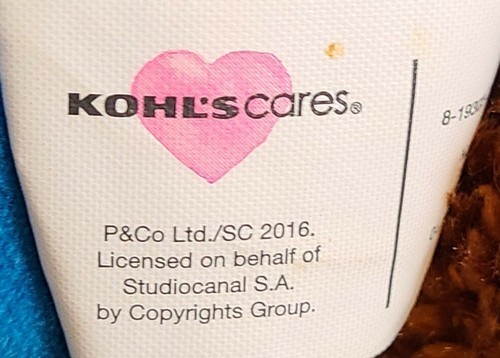 KOHL'S cares®
P&Co Ltd./SC 2016.
Licensed on behalf of
Studiocanal S.A.
by Copyrights Group.